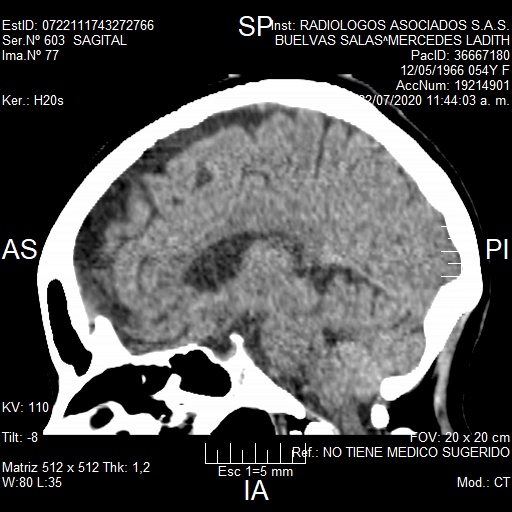 EstID: 0722111743272766
Ser.Nº 603 SAGITAL
Ima.Nº 77
Ker.: H20s
SP
Inst: RADIOLOGOS ASOCIADOS S.A.S.
BUELVAS SALAS^MERCEDES LADITH
PacID: 36667180
12/05/1966 054Y F
AccNum: 19214901
02/07/2020 11:44:03 a. m.
AS
PI
KV: 110
Tilt: -8
Matriz 512 x 512 Thk: 1,2
W:80 L:35
Esc 1=5 mm
IA
FOV: 20 x 20 cm
Ref.: NO TIENE MEDICO SUGERIDO
Mod.: CT